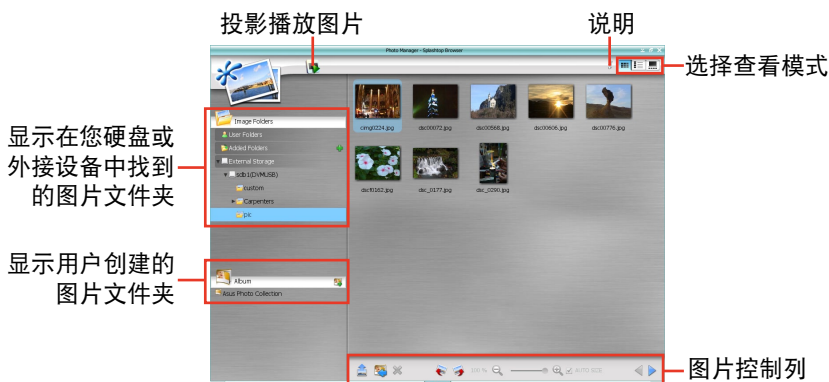 投影播放图片
说明
Photo Manager - Splashtop Browser
选择查看模式
显示在您硬盘或
外接设备中找到
的图片文件夹
Image Folders
User Folders
Added Folders
External Storage
sdb1(DVMUSB)
custom
Carpenters
pic
cimg0224.jpg
dsc00072.jpg
dsc00568.jpg
dsc00606.jpg
dsc00776.jpg
dscf0162.jpg
dsc_0177.jpg
dsc_0290.jpg
显示用户创建的
图片文件夹
Album
Asus Photo Collection
100 %
AUTO SIZE
图片控制列